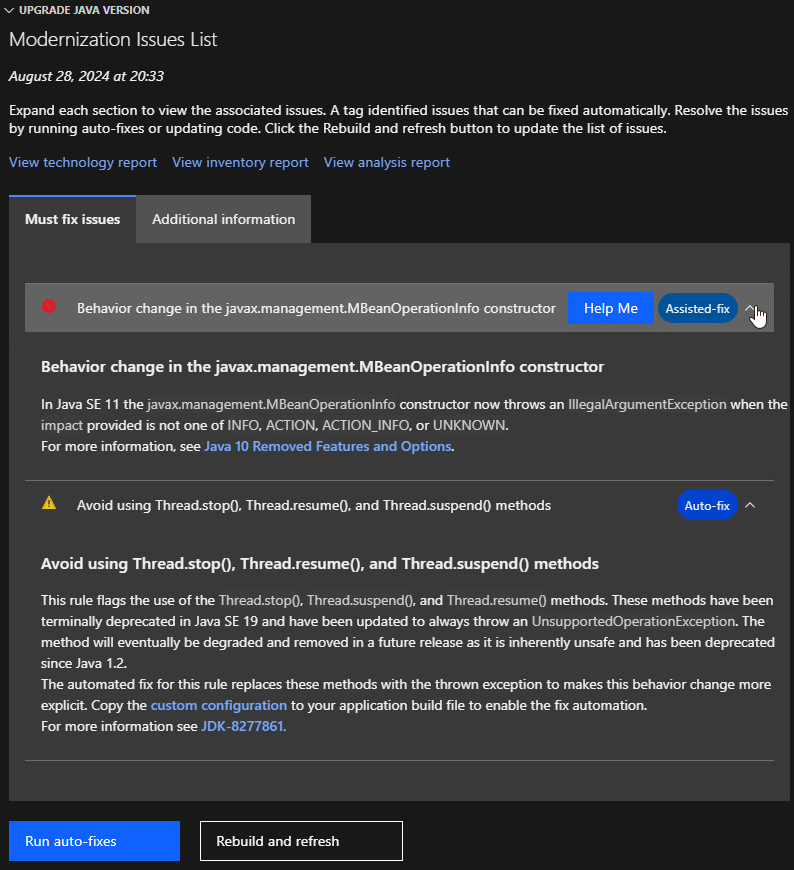 UPGRADE JAVA VERSION
Modernization Issues List
August 28, 2024 at 20:33
Expand each section to view the associated issues. A tag identified issues that can be fixed automatically. Resolve the issues
by running auto-fixes or updating code. Click the Rebuild and refresh button to update the list of issues.
View technology report View inventory report View analysis report
Must fix issues Additional information
Behavior change in the javax.management.MBeanOperationInfo constructor Help Me Assisted-fix
Behavior change in the javax.management.MBeanOperationInfo constructor
In Java SE 11 the javax.management.MBeanOperationInfo constructor now throws an IllegalArgumentException when the
impact provided is not one of INFO, ACTION, ACTION_INFO, or UNKNOWN.
For more information, see Java 10 Removed Features and Options.
Avoid using Thread.stop(), Thread.resume(), and Thread.suspend() methods Auto-fix
Avoid using Thread.stop(), Thread.resume(), and Thread.suspend() methods
This rule flags the use of the Thread.stop(), Thread.suspend(), and Thread.resume() methods. These methods have been
terminally deprecated in Java SE 19 and have been updated to always throw an UnsupportedOperationException. The
method will eventually be degraded and removed in a future release as it is inherently unsafe and has been deprecated
since Java 1.2.
The automated fix for this rule replaces these methods with the thrown exception to makes this behavior change more
explicit. Copy the custom configuration to your application build file to enable the fix automation.
For more information see JDK-8277861.
Run auto-fixes Rebuild and refresh